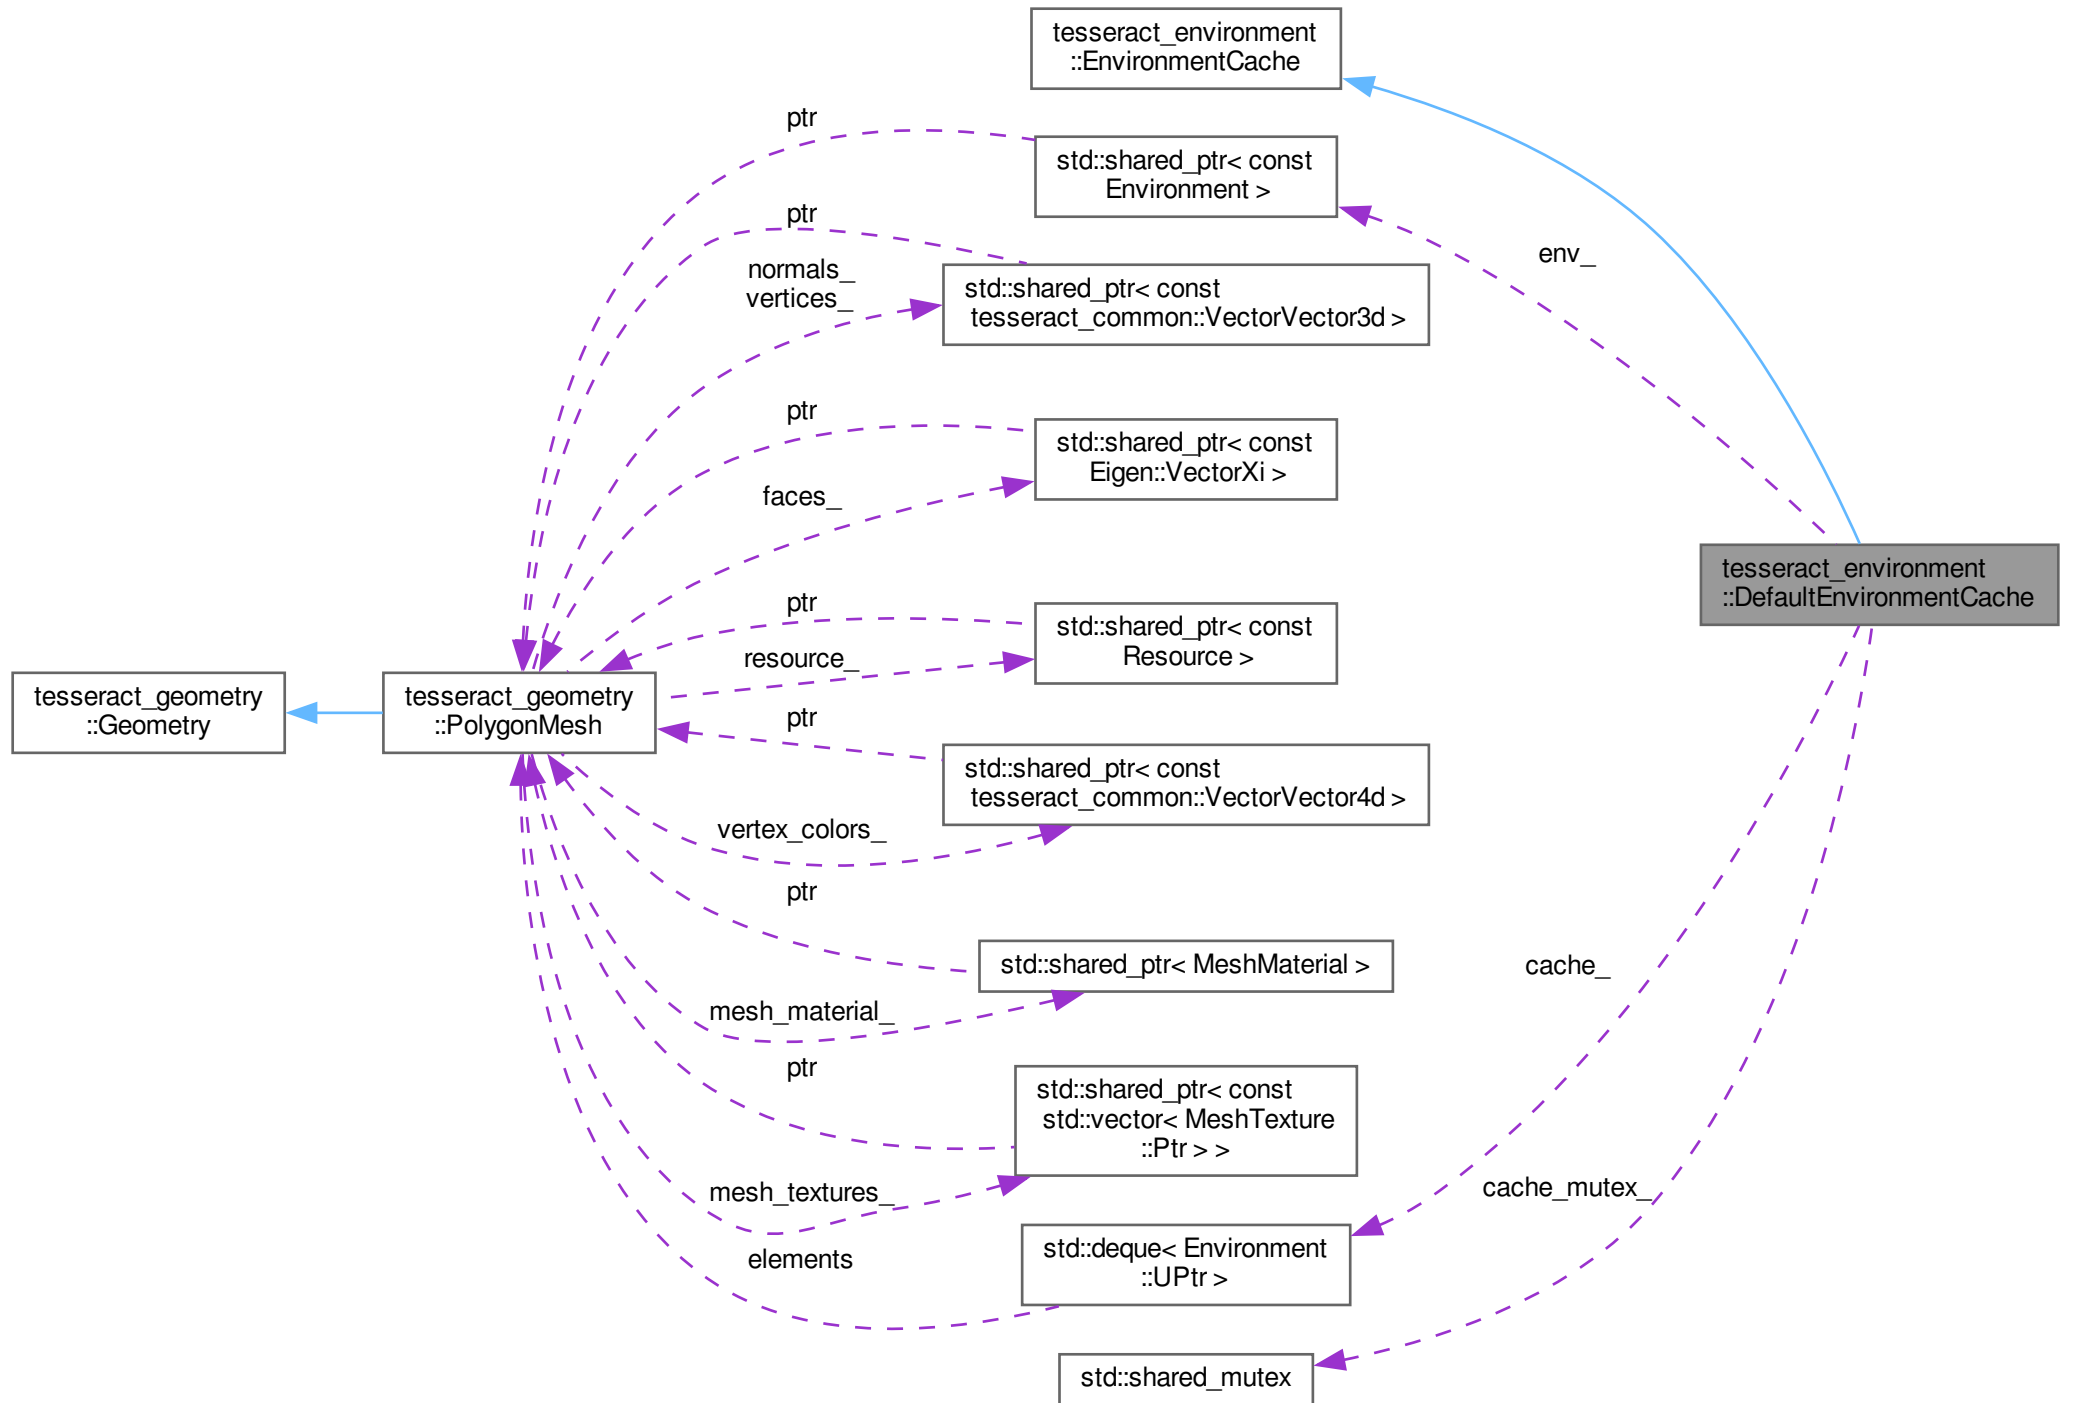 tesseract_environment
::EnvironmentCache
ptr
std::shared_ptr< const
Environment >
ptr
env_
normals_
vertices_
std::shared_ptr< const
tesseract_common::VectorVector3d >
ptr
std::shared_ptr< const
Eigen::VectorXi >
faces_
tesseract_environment
::DefaultEnvironmentCache
ptr
std::shared_ptr< const
Resource >
resource_
tesseract_geometry
::Geometry
tesseract_geometry
::PolygonMesh
ptr
std::shared_ptr< const
tesseract_common::VectorVector4d >
vertex_colors_
ptr
std::shared_ptr< MeshMaterial >
cache_
mesh_material_
ptr
std::shared_ptr< const
std::vector< MeshTexture
::Ptr > >
mesh_textures_
cache_mutex_
elements
std::deque< Environment
::UPtr >
std::shared_mutex